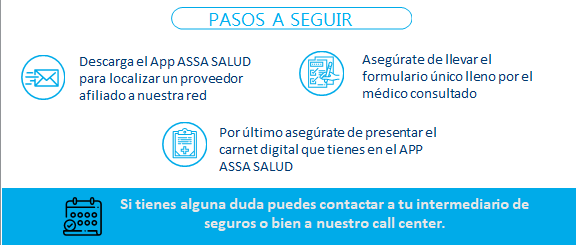 PASOS A SEGUIR
Descarga el App ASSA SALUD
para localizar un proveedor
afiliado a nuestra red
Asegúrate de llevar el
formulario único lleno por el
médico consultado
Por último asegúrate de presentar el
carnet digital que tienes en el APP
ASSA SALUD
Si tienes alguna duda puedes contactar a tu intermediario de
seguros o bien a nuestro call center.